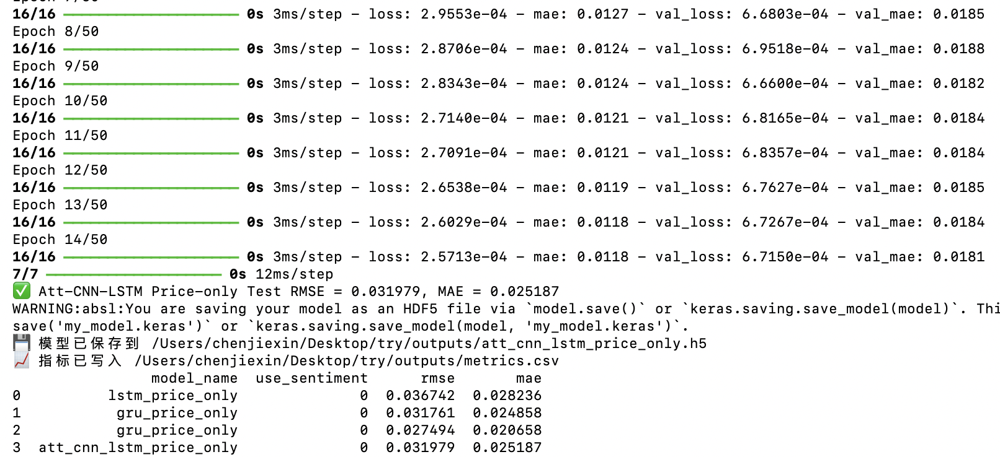 16/16 ━━━━━━━━━━━━━━━━━━━━ 0s 3ms/step - loss: 2.9553e-04 - mae: 0.0127 - val_loss: 6.6803e-04 - val_mae: 0.0185
Epoch 8/50
16/16 ━━━━━━━━━━━━━━━━━━━━ 0s 3ms/step - loss: 2.8706e-04 - mae: 0.0124 - val_loss: 6.9518e-04 - val_mae: 0.0188
Epoch 9/50
16/16 ━━━━━━━━━━━━━━━━━━━━ 0s 3ms/step - loss: 2.8343e-04 - mae: 0.0124 - val_loss: 6.6600e-04 - val_mae: 0.0182
Epoch 10/50
16/16 ━━━━━━━━━━━━━━━━━━━━ 0s 3ms/step - loss: 2.7140e-04 - mae: 0.0121 - val_loss: 6.8165e-04 - val_mae: 0.0184
Epoch 11/50
16/16 ━━━━━━━━━━━━━━━━━━━━ 0s 3ms/step - loss: 2.7091e-04 - mae: 0.0121 - val_loss: 6.8357e-04 - val_mae: 0.0184
Epoch 12/50
16/16 ━━━━━━━━━━━━━━━━━━━━ 0s 3ms/step - loss: 2.6538e-04 - mae: 0.0119 - val_loss: 6.7627e-04 - val_mae: 0.0185
Epoch 13/50
16/16 ━━━━━━━━━━━━━━━━━━━━ 0s 3ms/step - loss: 2.6029e-04 - mae: 0.0118 - val_loss: 6.7267e-04 - val_mae: 0.0184
Epoch 14/50
16/16 ━━━━━━━━━━━━━━━━━━━━ 0s 3ms/step - loss: 2.5713e-04 - mae: 0.0118 - val_loss: 6.7150e-04 - val_mae: 0.0181
7/7 ━━━━━━━━━━━━━━━━━━━━ 0s 12ms/step
✅ Att-CNN-LSTM Price-only Test RMSE = 0.031979, MAE = 0.025187
WARNING:absl:You are saving your model as an HDF5 file via `model.save()` or `keras.saving.save_model(model)`. Thi
save('my_model.keras')` or `keras.saving.save_model(model, 'my_model.keras')`.
💾 模型已保存到 /Users/chenjiexin/Desktop/try/outputs/att_cnn_lstm_price_only.h5
📈 指标已写入 /Users/chenjiexin/Desktop/try/outputs/metrics.csv
model_name use_sentiment rmse mae
0 lstm_price_only 0 0.036742 0.028236
1 gru_price_only 0 0.031761 0.024858
2 gru_price_only 0 0.027494 0.020658
3 att_cnn_lstm_price_only 0 0.031979 0.025187